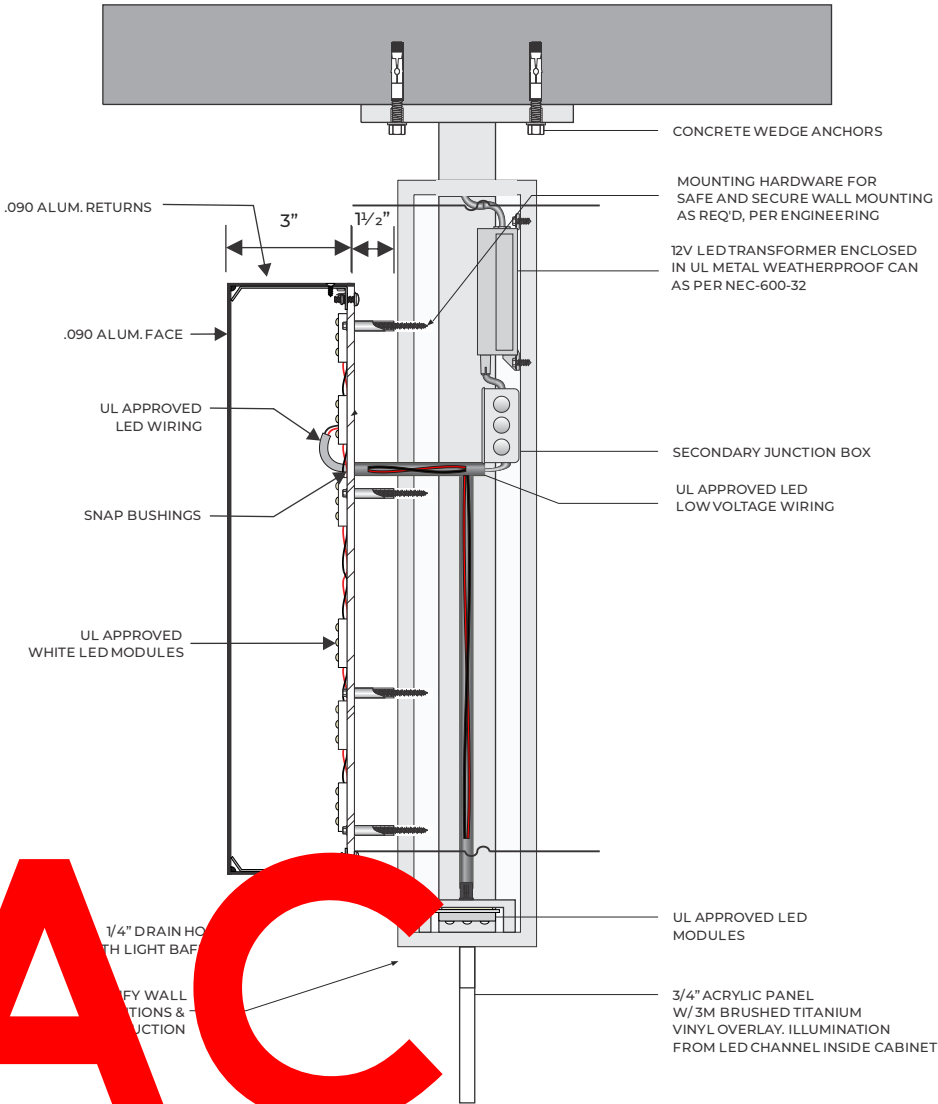 CONCRETE WEDGE ANCHORS
MOUNTING HARDWARE FOR
SAFE AND SECURE WALL MOUNTING
AS REQ'D, PER ENGINEERING
.090 ALUM. RETURNS
3”
1½”
12V LED TRANSFORMER ENCLOSED
IN UL METAL WEATHERPROOF CAN
AS PER NEC-600-32
.090 ALUM. FACE
UL APPROVED
LED WIRING
SECONDARY JUNCTION BOX
UL APPROVED LED
LOW VOLTAGE WIRING
SNAP BUSHINGS
UL APPROVED
WHITE LED MODULES
AC
1/4” DRAIN HO
TH LIGHT BAF
UL APPROVED LED
MODULES
IFY WALL
TIONS &
UCTION
3/4” ACRYLIC PANEL
W/ 3M BRUSHED TITANIUM
VINYL OVERLAY. ILLUMINATION
FROM LED CHANNEL INSIDE CABINET